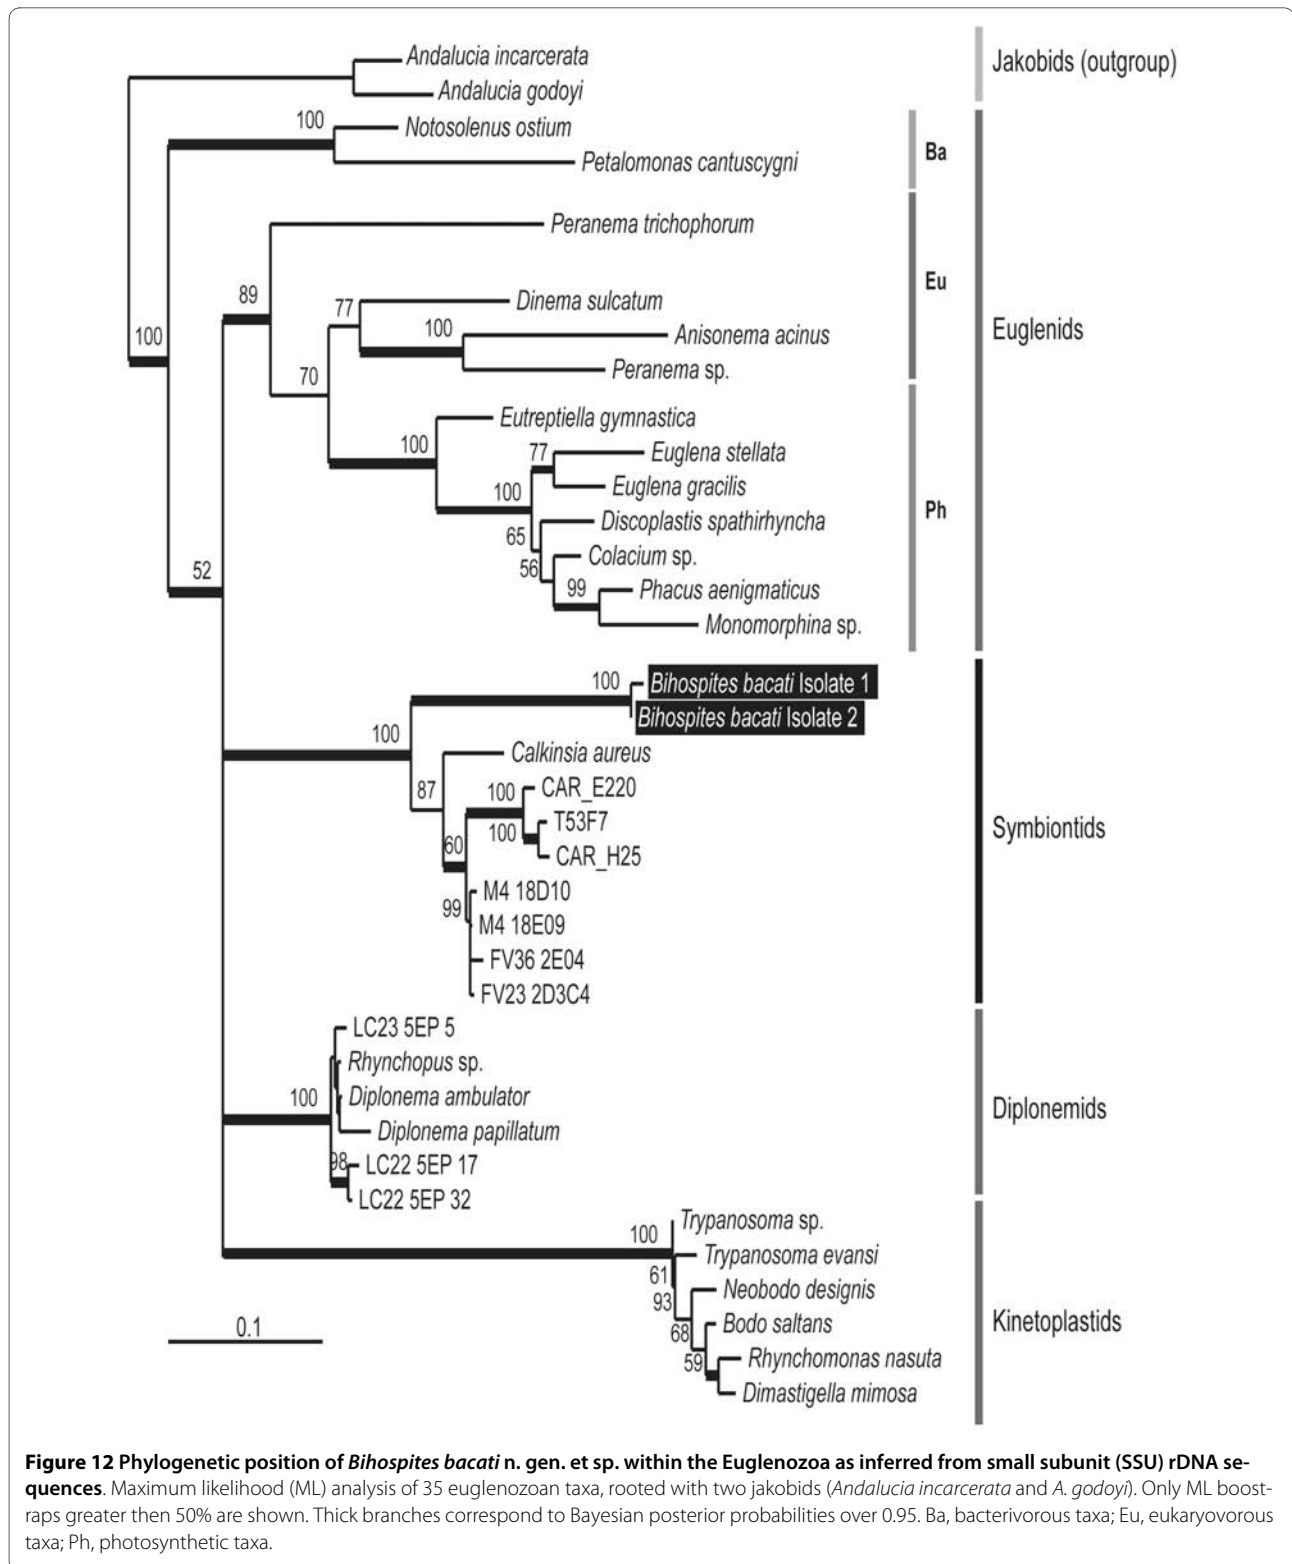 Andalucia incarcerata
Andalucia godoyi
Jakobids (outgroup)
100
Notosolenus ostium
Petalomonas cantuscygni
Ba
Peranema trichophorum
89
77
Dinema sulcatum
100
Anisonema acinus
Peranema sp.
Eu
Euglenids
100
70
Eutreptiella gymnastica
100
77
Euglena stellata
Euglena gracilis
100
Discoplastis spathirhyncha
65
Colacium sp.
56
99
Phacus aenigmaticus
Monomorphina sp.
Ph
52
100
Bihospites bacati Isolate 1
Bihospites bacati Isolate 2
100
Calkinsia aureus
87
100
CAR_E220
T53F7
100
CAR_H25
60
M4 18D10
99
M4 18E09
FV36 2E04
FV23 2D3C4
Symbiontids
LC23 5EP 5
Rhynchopus sp.
100
Diplonema ambulator
Diplonema papillatum
98
LC22 5EP 17
LC22 5EP 32
Diplonemids
Trypanosoma sp.
100
Trypanosoma evansi
61
93
Neobodo designis
68
Bodo saltans
59
Rhynchomonas nasuta
Dimastigella mimosa
Kinetoplastids
0.1
Figure 12 Phylogenetic position of Bihospites bacati n. gen. et sp. within the Euglenozoa as inferred from small subunit (SSU) rDNA se-
quences. Maximum likelihood (ML) analysis of 35 euglenozoan taxa, rooted with two jakobids (Andalucia incarcerata and A. godoyi). Only ML boost-
raps greater then 50% are shown. Thick branches correspond to Bayesian posterior probabilities over 0.95. Ba, bacterivorous taxa; Eu, eukaryovorous
taxa; Ph, photosynthetic taxa.